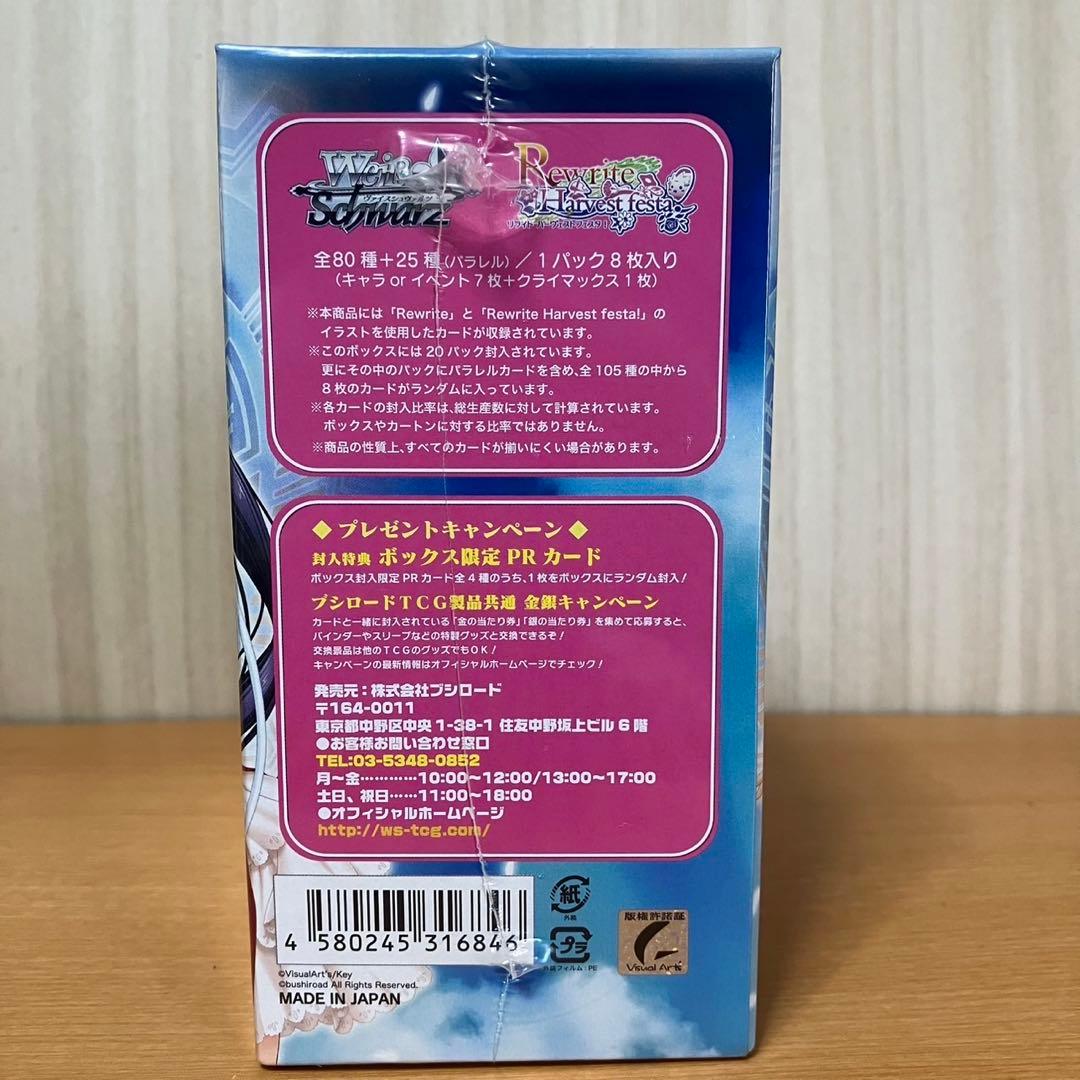 Weiß Schwarz
ヴァイスシュヴァルツ
Rewrite
Harvest festa!
リライト ハーヴェストフェスタ!
全80種+25種(パラレル)/1パック8枚入り
(キャラ or イベント7枚+クライマックス1枚)
※本商品には「Rewrite」と「Rewrite Harvest festa!」の
イラストを使用したカードが収録されています。
※このボックスには20パック封入されています。
更にその中のパックにパラレルカードを含め、全105種の中から
8枚のカードがランダムに入っています。
※各カードの封入比率は、総生産数に対して計算されています。
ボックスやカートンに対する比率ではありません。
※商品の性質上、すべてのカードが揃いにくい場合があります。
◆プレゼントキャンペーン◆
封入特典 ボックス限定PRカード
ボックス封入限定PRカード全4種のうち、1枚をボックスにランダム封入!
ブシロードTCG製品共通 金銀キャンペーン
カードと一緒に封入されている「金の当たり券」「銀の当たり券」を集めて応募すると、
バインダーやスリーブなどの特製グッズと交換できるぞ!
交換景品は他のTCGのグッズでもOK!
キャンペーンの最新情報はオフィシャルホームページでチェック!
発売元:株式会社ブシロード
〒164-0011
東京都中野区中央1-38-1 住友中野坂上ビル6階
●お客様お問い合わせ窓口
TEL:03-5348-0852
月~金…………10:00~12:00/13:00~17:00
土日、祝日……11:00~18:00
●オフィシャルホームページ
http://ws-tcg.com/
4 580245 316846
紙
外箱
プラ
外装フィルム:PE
版権許諾証
Visual Art's
©VisualArt's/Key
©bushiroad All Rights Reserved.
MADE IN JAPAN